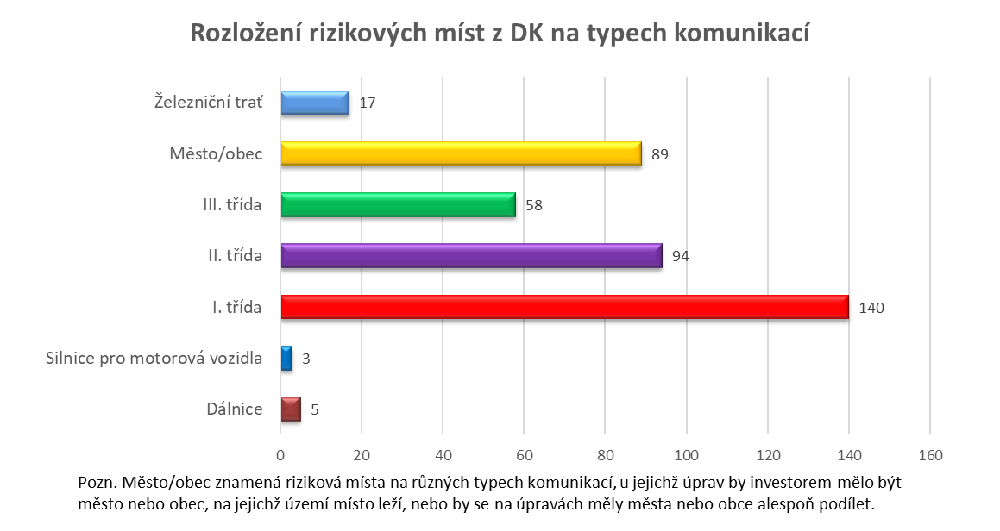 Rozložení rizikových míst z DK na typech komunikací
Železniční trať 17
Město/obec 89
III. třída 58
II. třída 94
I. třída 140
Silnice pro motorová vozidla 3
Dálnice 5
0 20 40 60 80 100 120 140 160
Pozn. Město/obec znamená riziková místa na různých typech komunikací, u jejichž úprav by investorem mělo být
město nebo obec, na jejichž území místo leží, nebo by se na úpravách měly města nebo obce alespoň podílet.